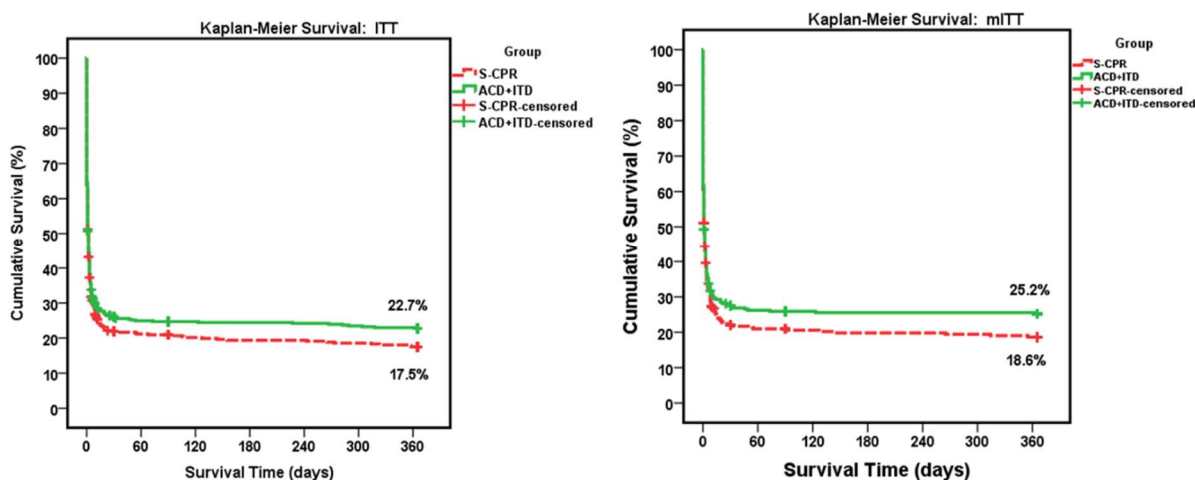 Kaplan-Meier Survival: ITT
Group
S-CPR
ACD+ITD
S-CPR-censored
ACD+ITD-censored
Cumulative Survival (%)
100
90
80
70
60
50
40
30
20
10
0
22.7%
17.5%
0 60 120 180 240 300 360
Survival Time (days)
Kaplan-Meier Survival: mITT
Group
S-CPR
ACD+ITD
S-CPR-censored
ACD+ITD-censored
Cumulative Survival (%)
100
90
80
70
60
50
40
30
20
10
0
25.2%
18.6%
0 60 120 180 240 300 360
Survival Time (days)